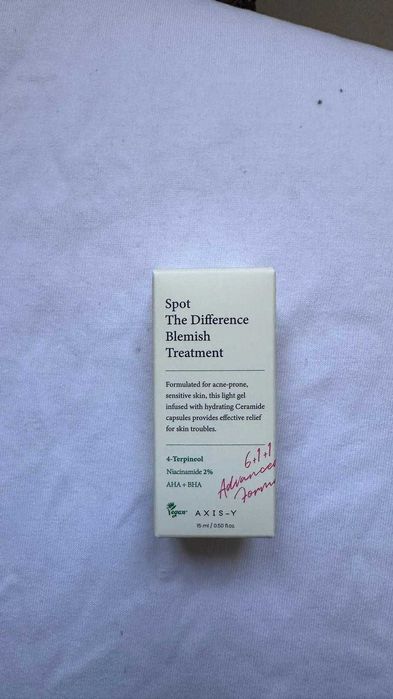 Spot
The Difference
Blemish
Treatment
Formulated for acne-prone,
sensitive skin, this light gel
infused with hydrating Ceramide
capsules provides effective relief
for skin troubles.
4-Terpineol
Niacinamide 2%
AHA + BHA
6+1+1
Advanced
Formu
Vegan
AXIS-Y
15 ml / 0.50 fl.oz.